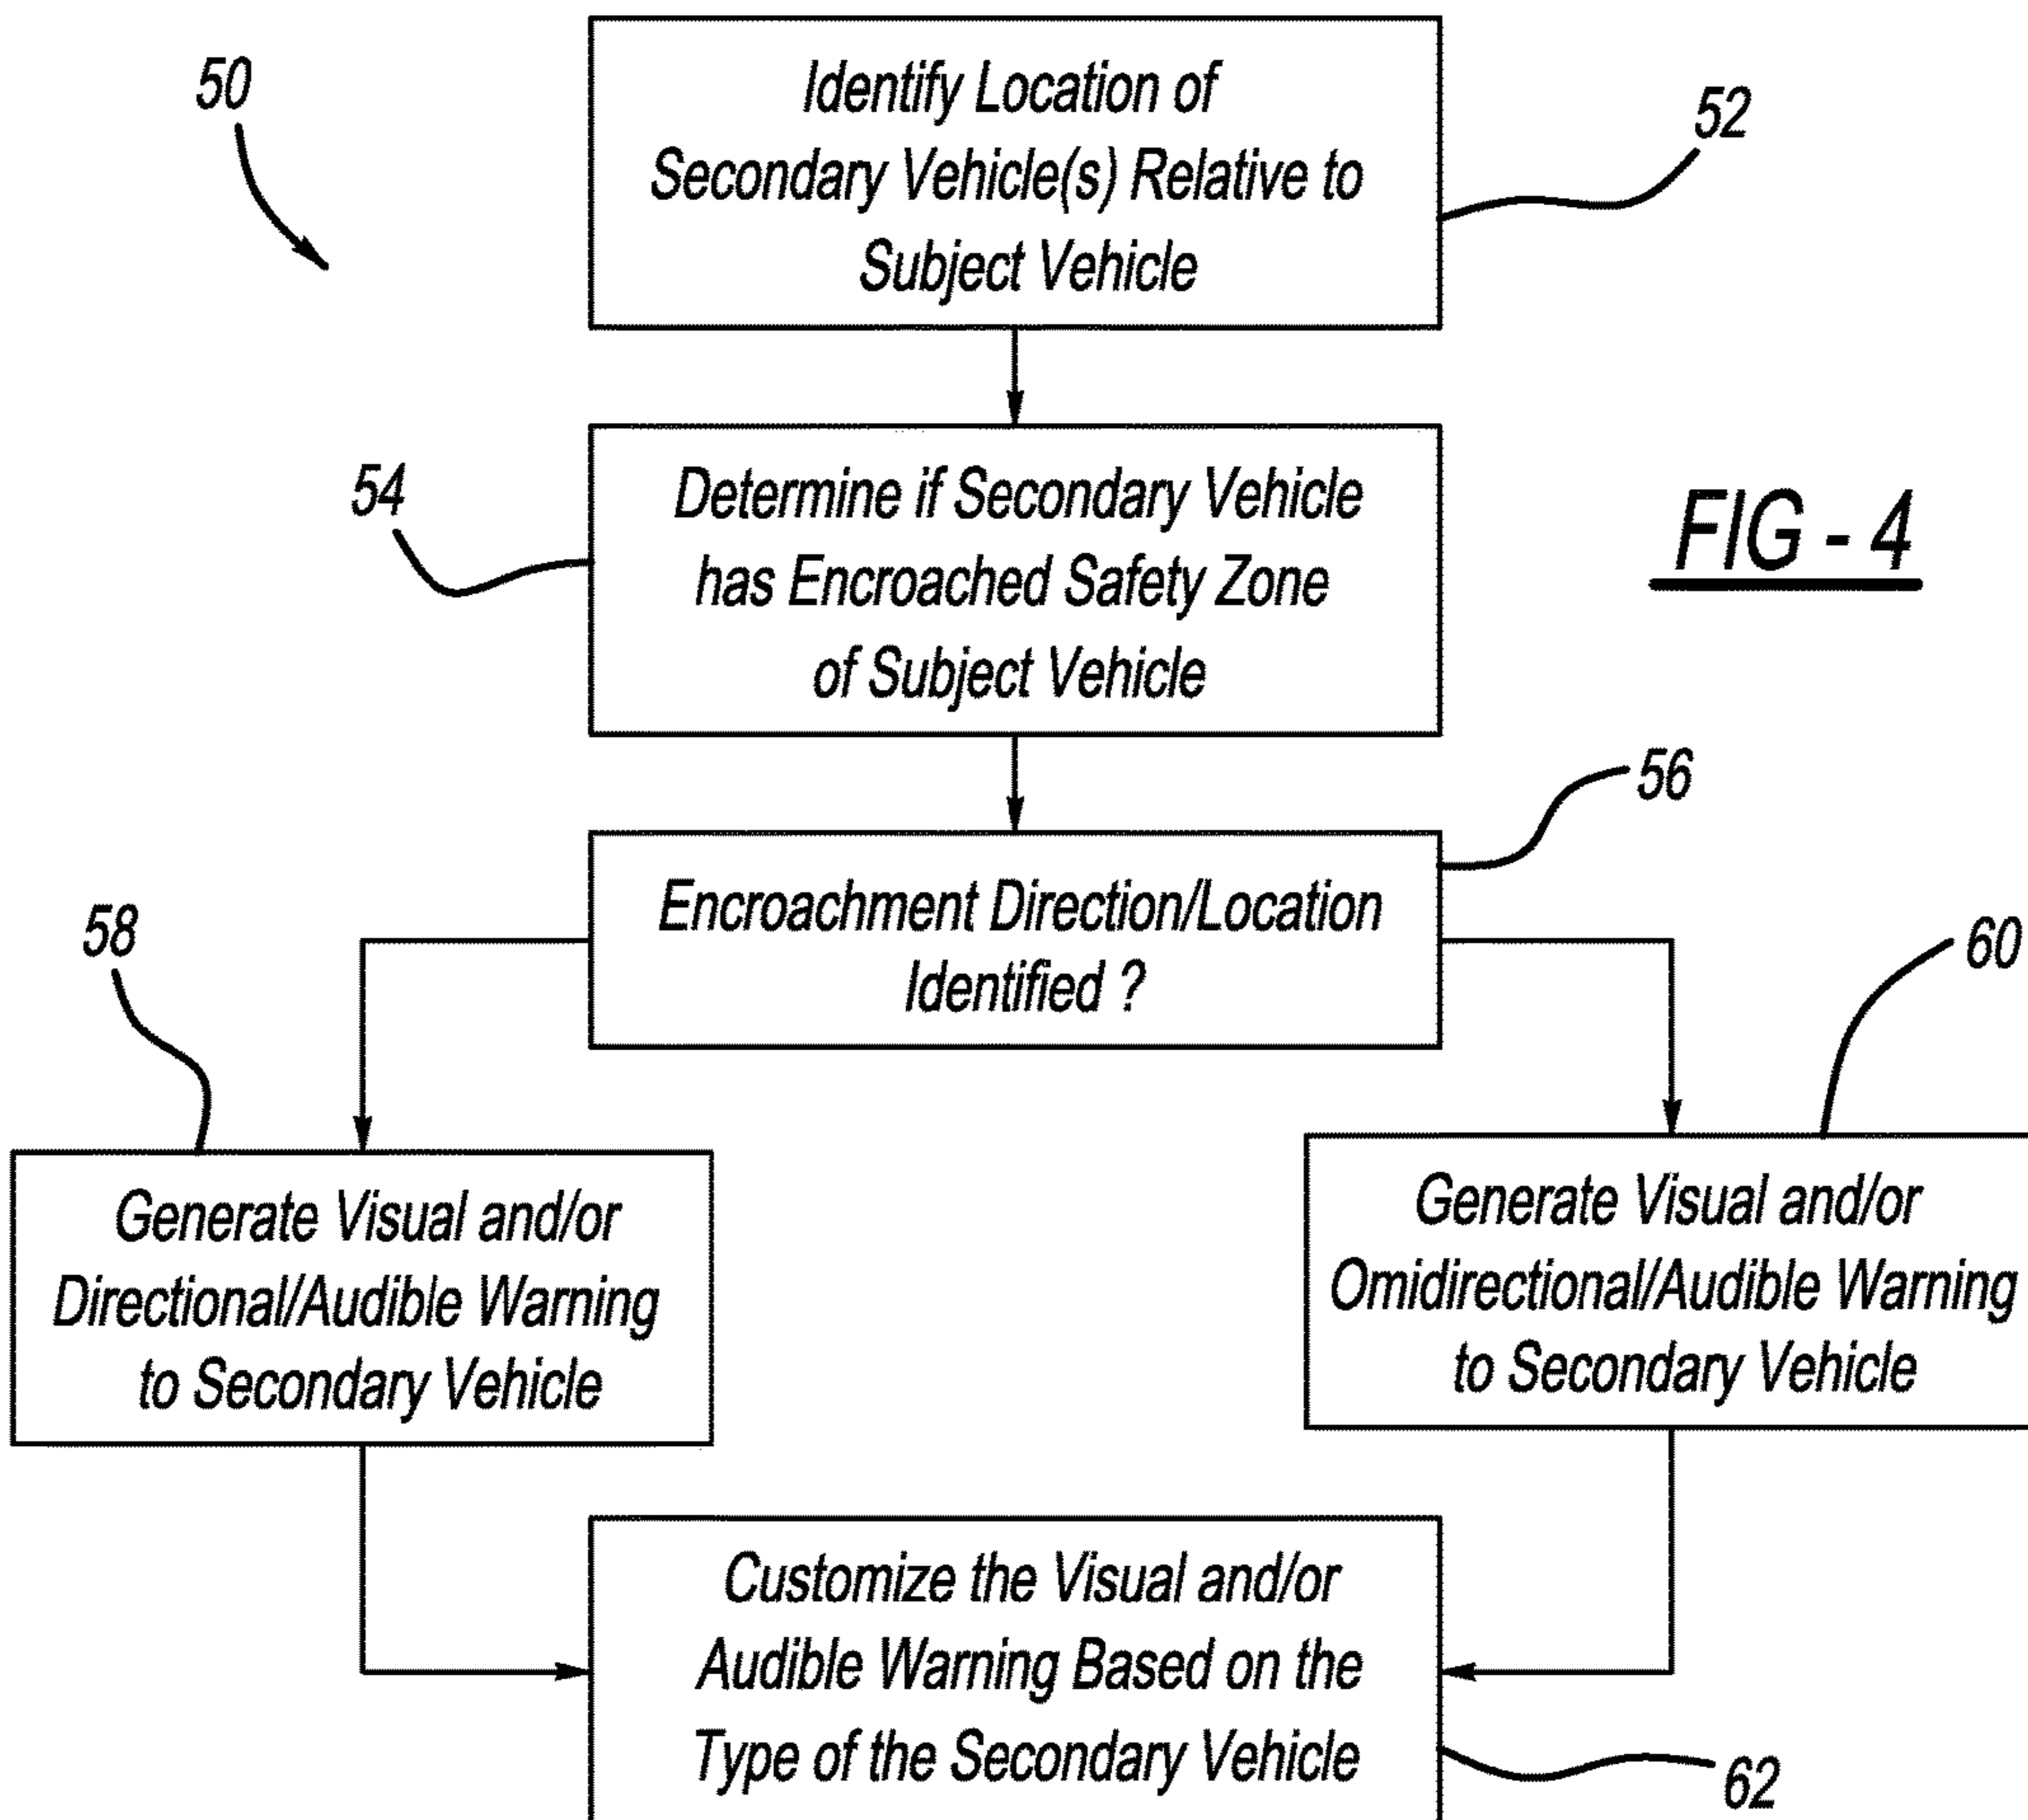 50
Identify Location of
Secondary Vehicle(s) Relative to
Subject Vehicle
52
54
Determine if Secondary Vehicle
has Encroached Safety Zone
of Subject Vehicle
FIG - 4
56
Encroachment Direction/Location
Identified ?
58
60
Generate Visual and/or
Directional/Audible Warning
to Secondary Vehicle
Generate Visual and/or
Omidirectional/Audible Warning
to Secondary Vehicle
Customize the Visual and/or
Audible Warning Based on the
Type of the Secondary Vehicle
62